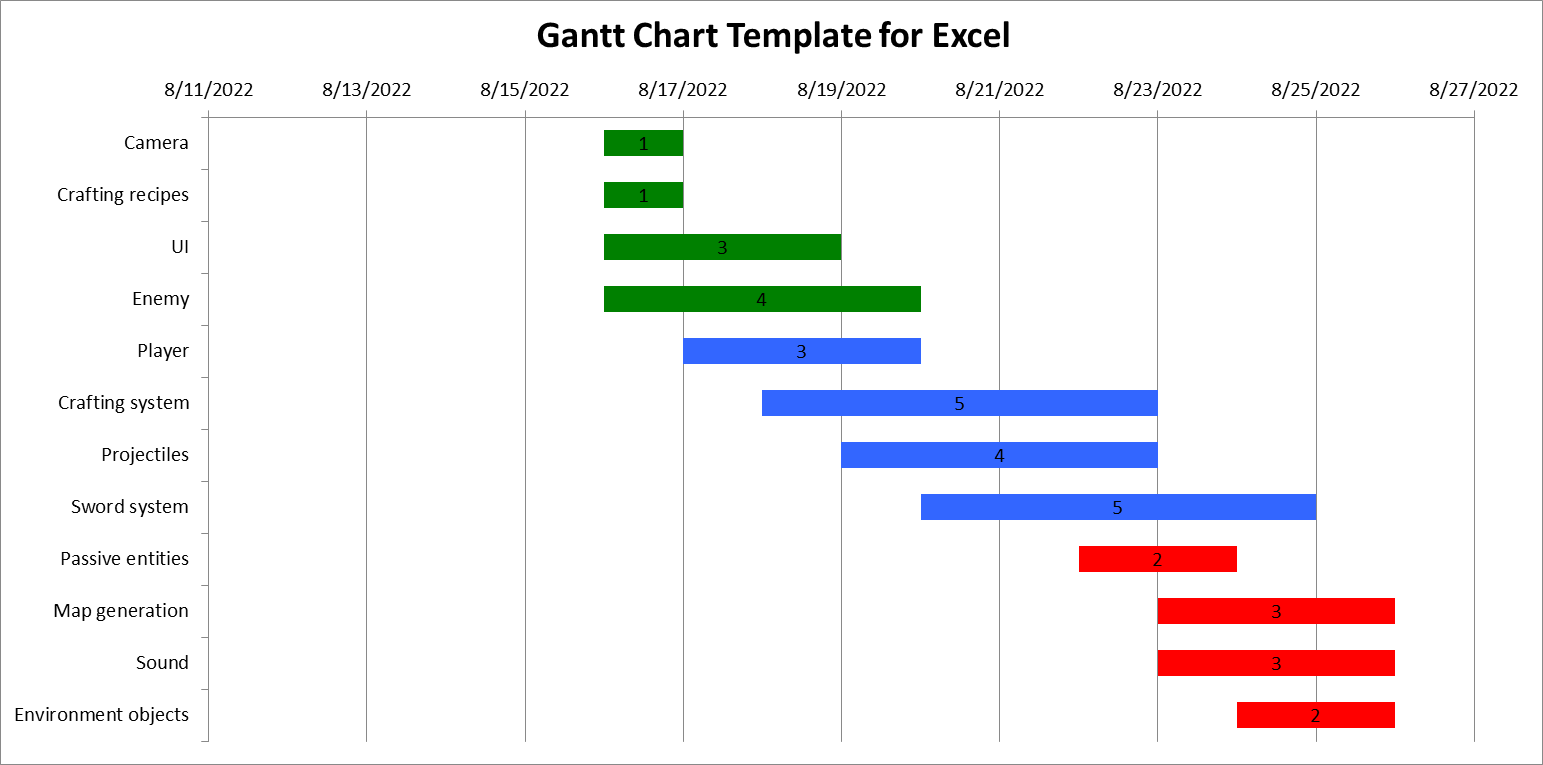 Gantt Chart Template for Excel
8/11/2022 8/13/2022 8/15/2022 8/17/2022 8/19/2022 8/21/2022 8/23/2022 8/25/2022 8/27/2022
Camera 1
Crafting recipes 1
UI 3
Enemy 4
Player 3
Crafting system 5
Projectiles 4
Sword system 5
Passive entities 2
Map generation 3
Sound 3
Environment objects 2